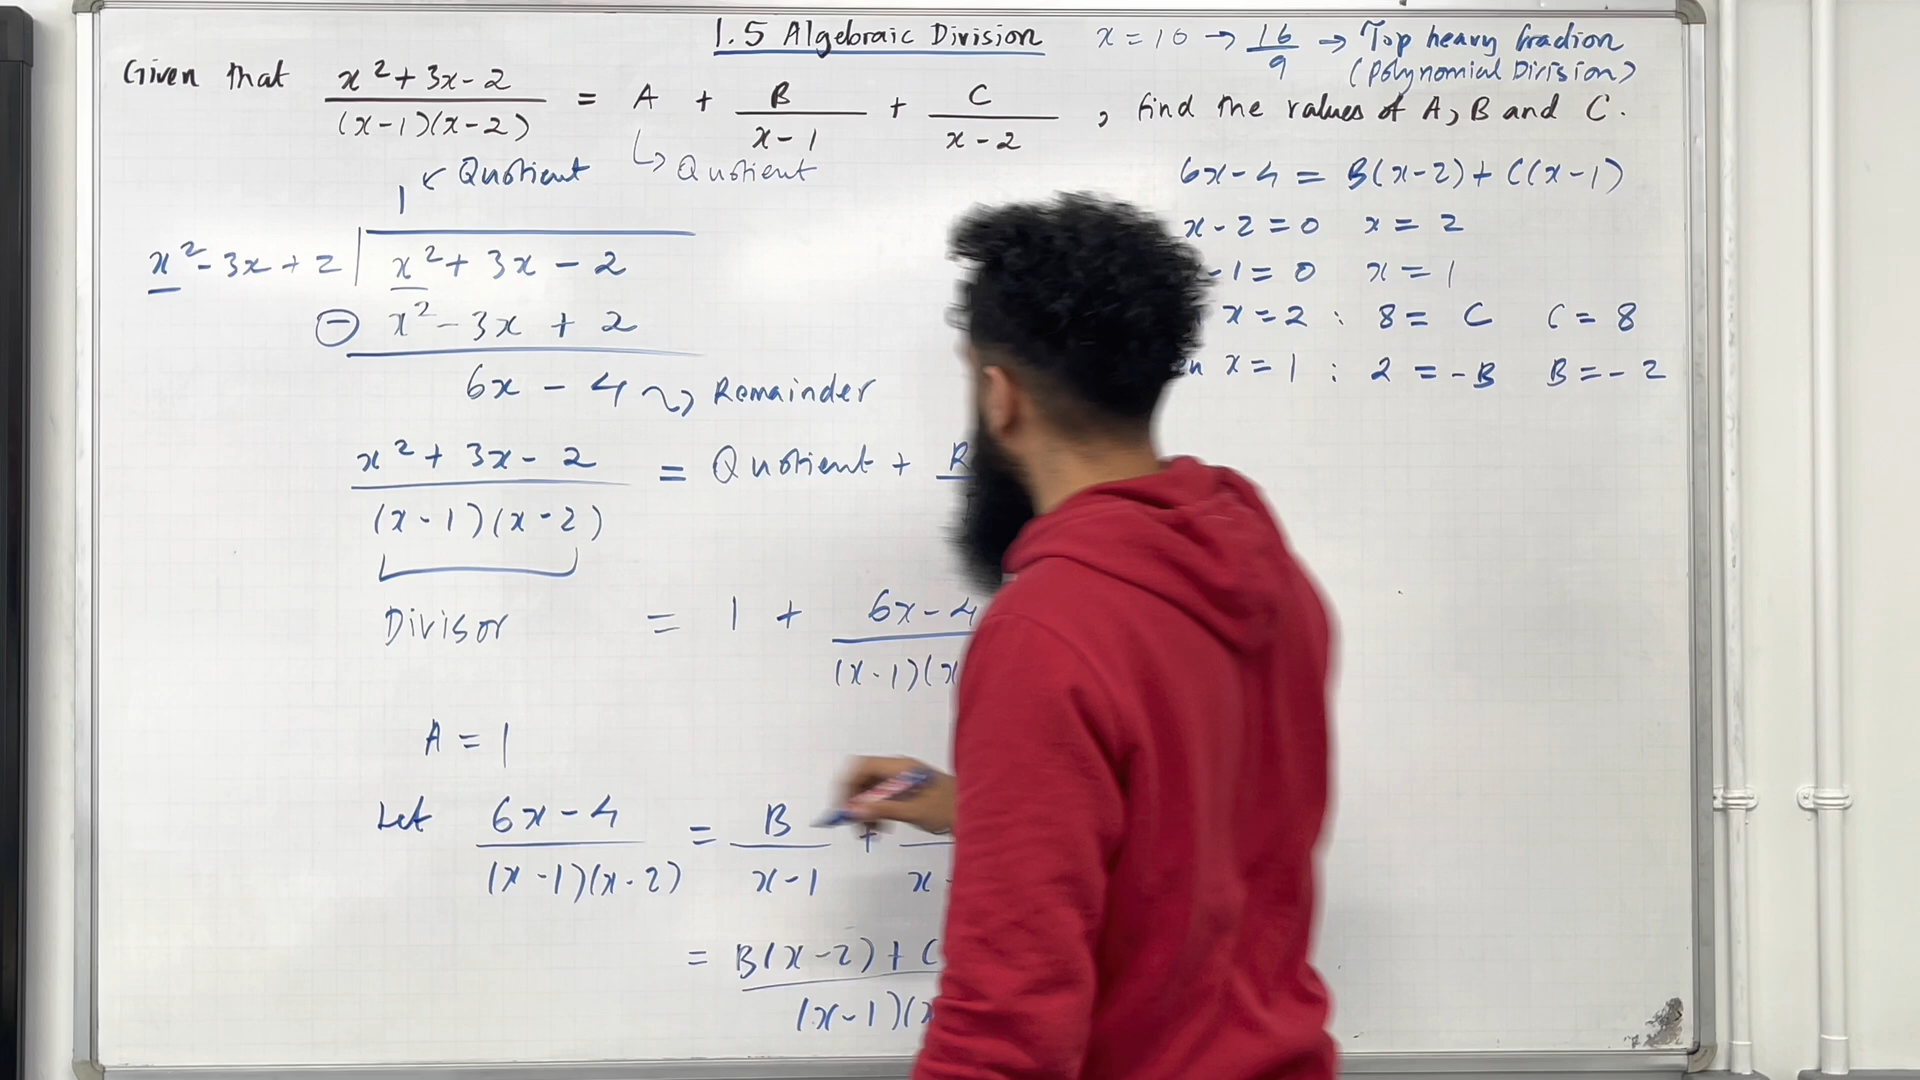 1.5 Algebraic Division
x = 10 → 16/9 → Top heavy fraction
(Polynomial Division)
Given that (x² + 3x - 2)/((x-1)(x-2)) = A + B/(x-1) + C/(x-2), find the values of A, B and C.
↳ Quotient
1 ← Quotient
x² - 3x + 2 | x² + 3x - 2
⊖ x² - 3x + 2
6x - 4 ⤳ Remainder
(x² + 3x - 2)/((x-1)(x-2)) = Quotient + R
Divisor
= 1 + (6x-4)/((x-1)(x
A = 1
Let (6x-4)/((x-1)(x-2)) = B/(x-1) +
= (B(x-2) + C)/((x-1)(x
6x-4 = B(x-2) + C(x-1)
x - 2 = 0 x = 2
- 1 = 0 x = 1
x = 2 : 8 = C C = 8
x = 1 : 2 = -B B = -2